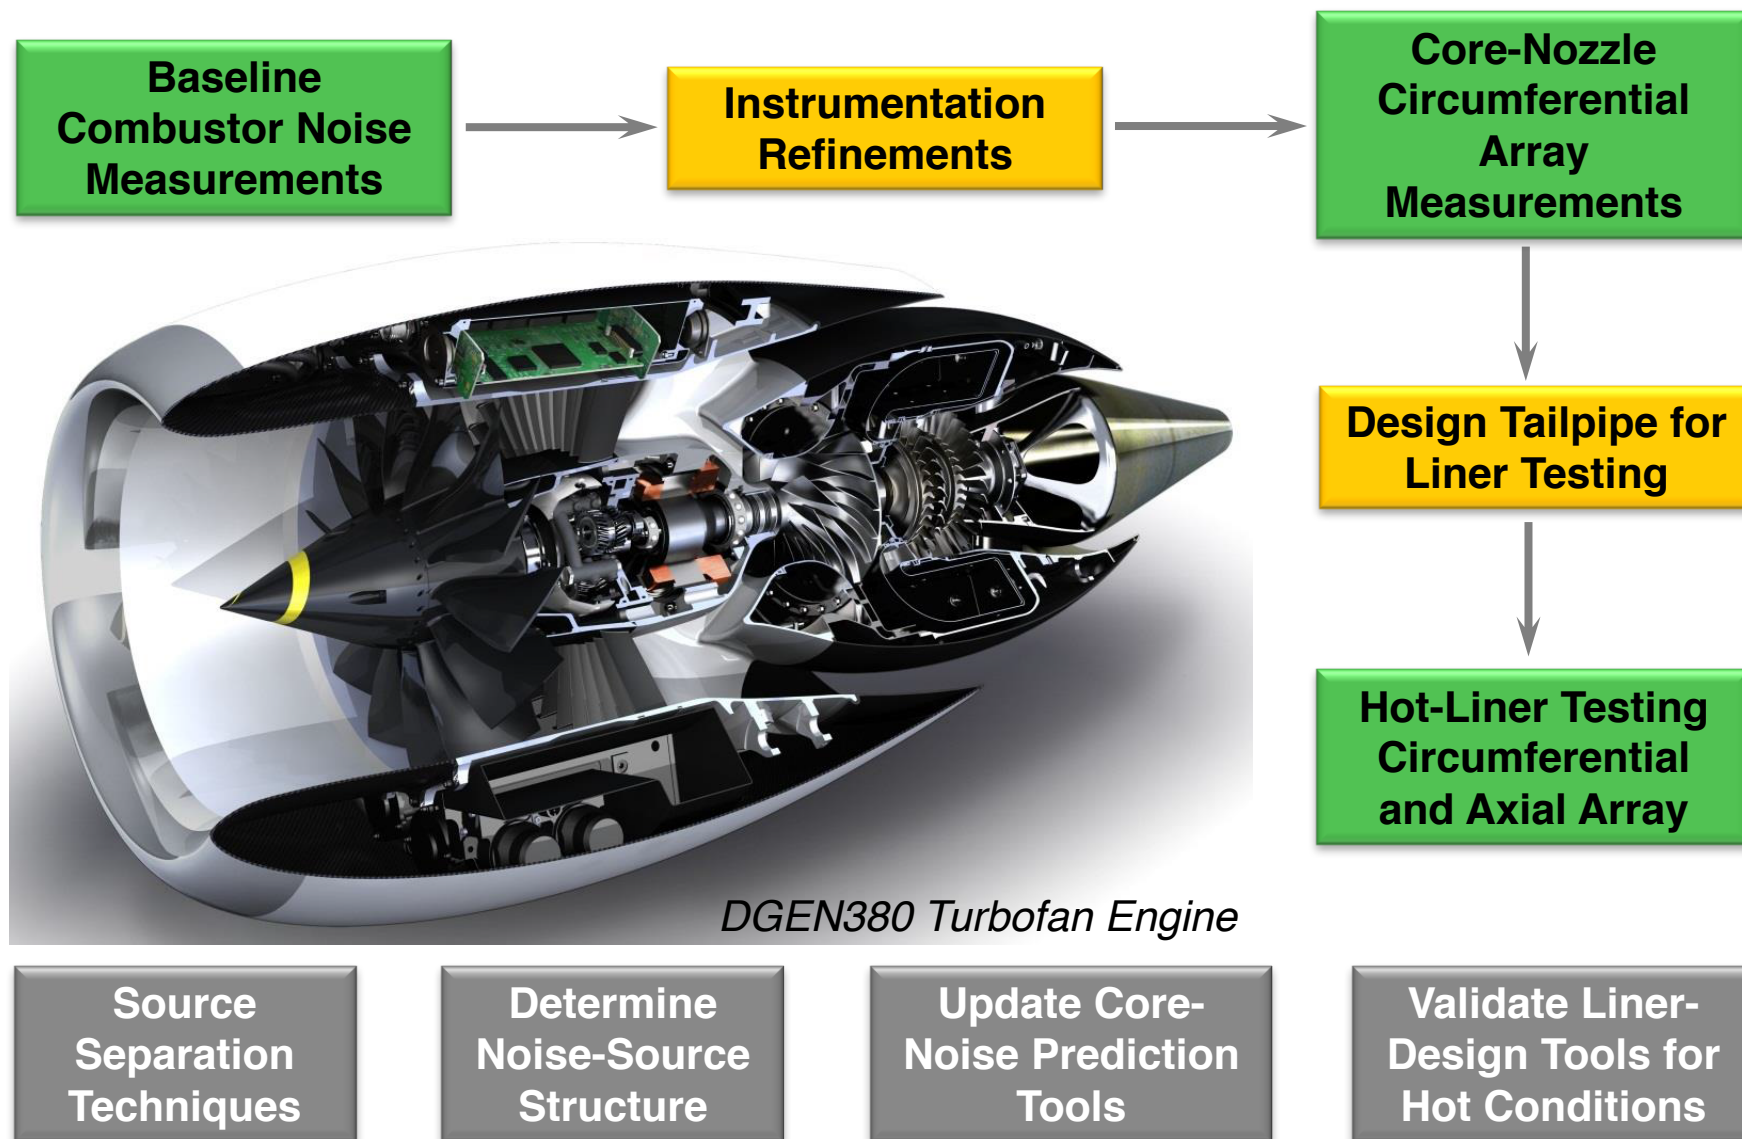 Baseline
Combustor Noise
Measurements
Instrumentation
Refinements
Core-Nozzle
Circumferential
Array
Measurements
Design Tailpipe for
Liner Testing
Hot-Liner Testing
Circumferential
and Axial Array
DGEN380 Turbofan Engine
Source
Separation
Techniques
Determine
Noise-Source
Structure
Update Core-
Noise Prediction
Tools
Validate Liner-
Design Tools for
Hot Conditions